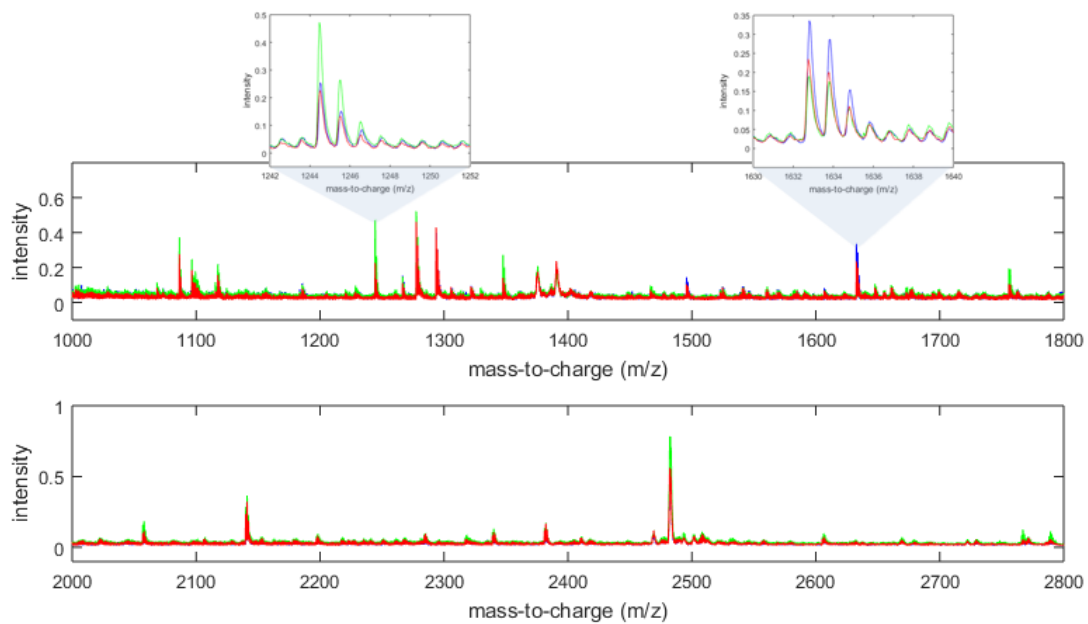 0.5
0.4
0.3
0.2
0.1
0
intensity
1242 1244 1246 1248 1250 1252
mass-to-charge (m/z)
0.35
0.3
0.25
0.2
0.15
0.1
0.05
0
intensity
1630 1632 1634 1636 1638 1640
mass-to-charge (m/z)
0.6
0.4
0.2
0
intensity
1000 1100 1200 1300 1400 1500 1600 1700 1800
mass-to-charge (m/z)
1
0.5
0
intensity
2000 2100 2200 2300 2400 2500 2600 2700 2800
mass-to-charge (m/z)